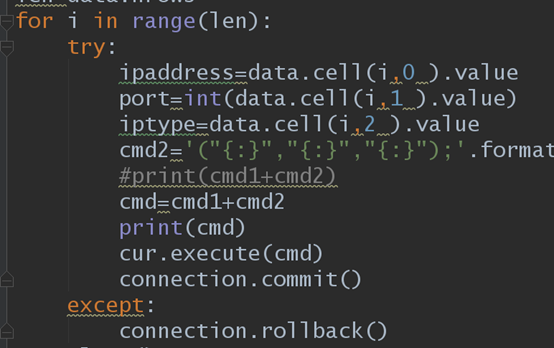 for i in range(len):
try:
ipaddress=data.cell(i,0 ).value
port=int(data.cell(i,1 ).value)
iptype=data.cell(i,2 ).value
cmd2='("{:}","{:}","{:}");'.format
#print(cmd1+cmd2)
cmd=cmd1+cmd2
print(cmd)
cur.execute(cmd)
connection.commit()
except:
connection.rollback()